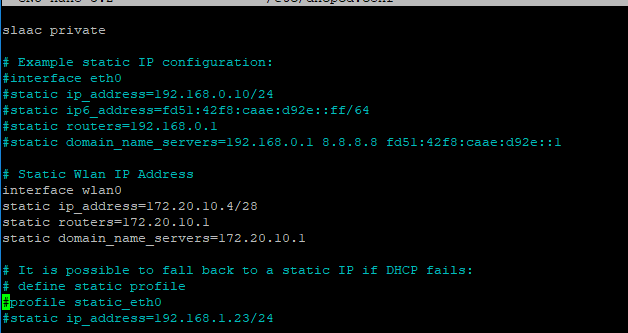 slaac private
# Example static IP configuration:
#interface eth0
#static ip_address=192.168.0.10/24
#static ip6_address=fd51:42f8:caae:d92e::ff/64
#static routers=192.168.0.1
#static domain_name_servers=192.168.0.1 8.8.8.8 fd51:42f8:caae:d92e::1
# Static Wlan IP Address
interface wlan0
static ip_address=172.20.10.4/28
static routers=172.20.10.1
static domain_name_servers=172.20.10.1
# It is possible to fall back to a static IP if DHCP fails:
# define static profile
#profile static_eth0
#static ip_address=192.168.1.23/24